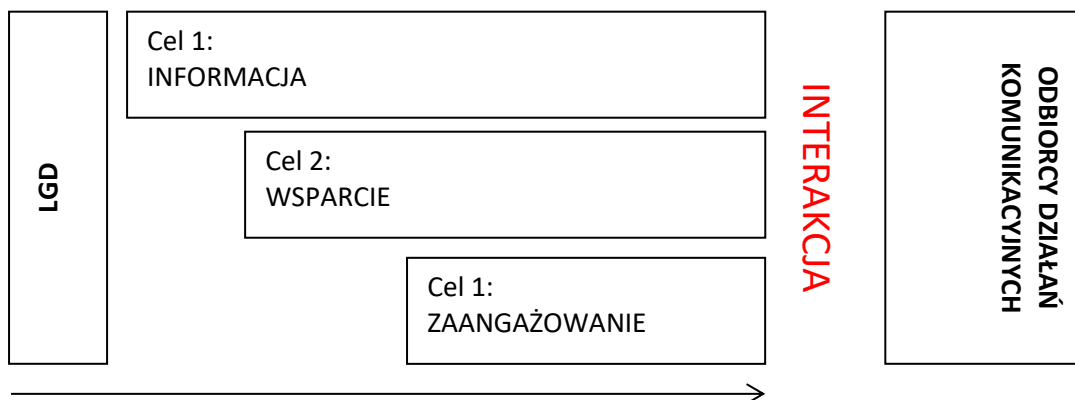 LGD
Cel 1:
INFORMACJA
Cel 2:
WSPARCIE
Cel 1:
ZAANGAŻOWANIE
INTERAKCJA
ODBIORCY DZIAŁAŃ
KOMUNIKACYJNYCH